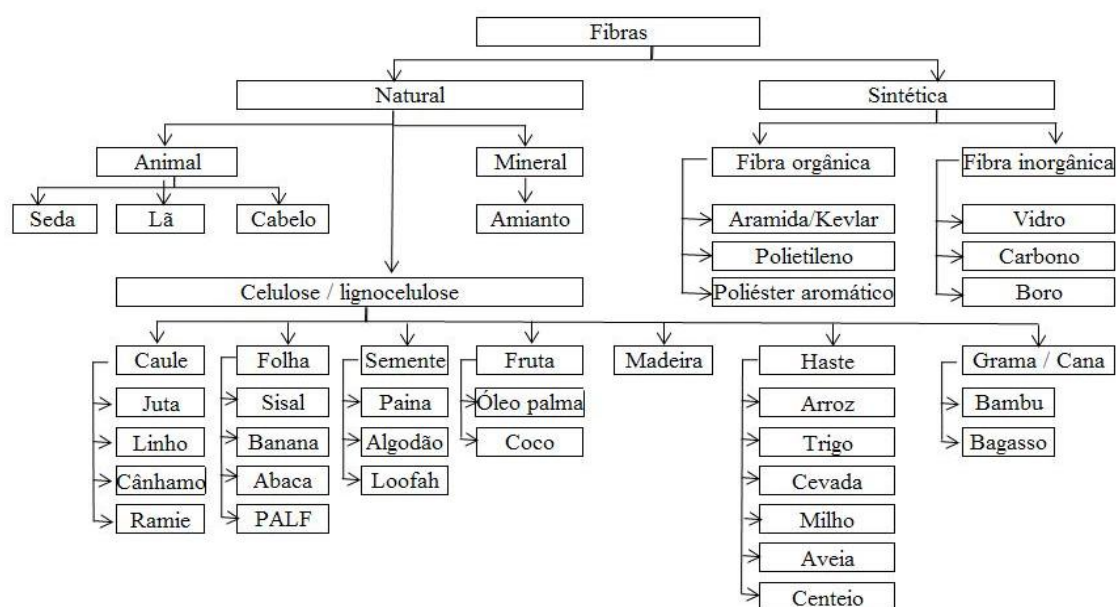 Fibras
Natural
Sintética
Animal
Mineral
Fibra orgânica
Fibra inorgânica
Seda
Lã
Cabelo
Amianto
Aramida/Kevlar
Vidro
Polietileno
Carbono
Poliéster aromático
Boro
Celulose / lignocelulose
Caule
Folha
Semente
Fruta
Madeira
Haste
Grama / Cana
Juta
Sisal
Paina
Óleo palma
Arroz
Bambu
Linho
Banana
Algodão
Coco
Trigo
Bagasso
Cânhamo
Abaca
Loofah
Cevada
Ramie
PALF
Milho
Aveia
Centeio